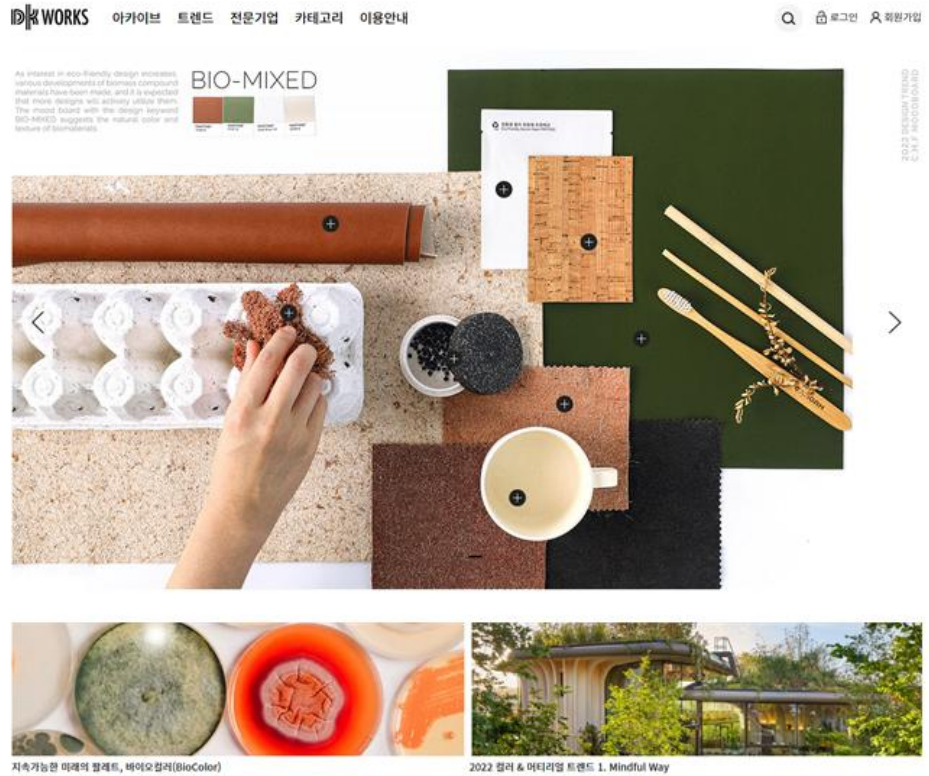 DK WORKS 아카이브 트렌드 전문기업 카테고리 이용안내 로그인 회원가입
As interest in eco-friendly design increases,
various developments of biomass compound
materials have been made, and it is expected
that more designs will actively utilize them.
The mood board with the design keyword
BIO-MIXED suggests the natural color and
texture of biomaterials.
BIO-MIXED
2022 DESIGN TREND
C.M.F MOODBOARD
지속가능한 미래의 팔레트, 바이오컬러(BioColor)
2022 컬러 & 머티리얼 트렌드 1. Mindful Way